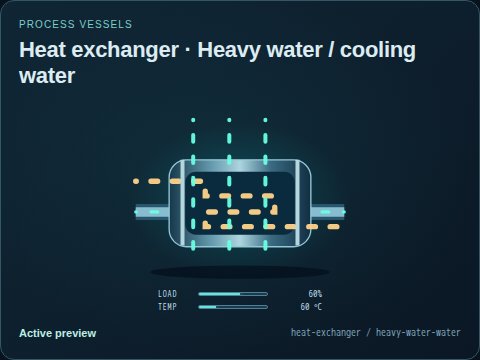 PROCESS VESSELS
Heat exchanger · Heavy water / cooling
water
LOAD 60%
TEMP 60 °C
Active preview heat-exchanger / heavy-water-water